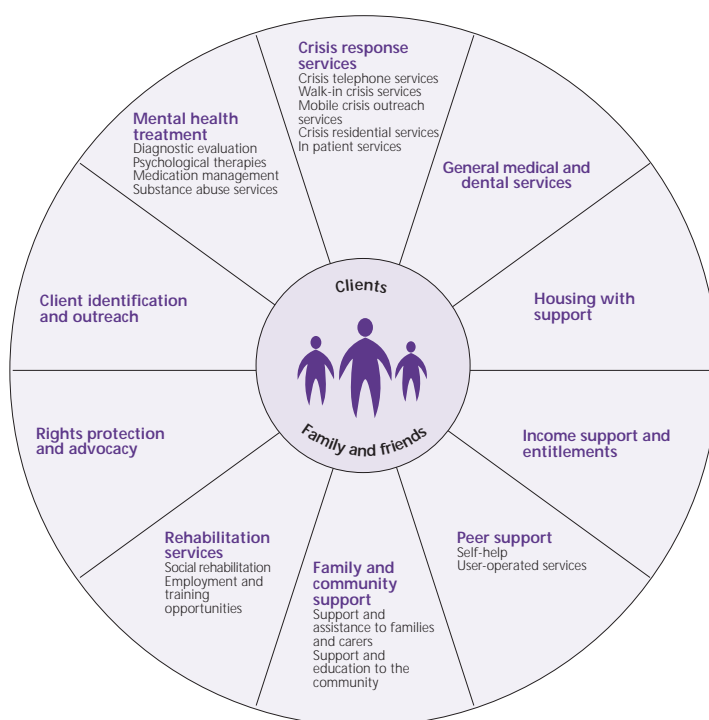 Crisis response
services
Crisis telephone services
Walk-in crisis services
Mobile crisis outreach
services
Crisis residential services
In patient services
General medical and
dental services
Housing with
support
Income support and
entitlements
Peer support
Self-help
User-operated services
Family and
community
support
Support and
assistance to families
and carers
Support and
education to the
community
Rehabilitation
services
Social rehabilitation
Employment and
training
opportunities
Rights protection
and advocacy
Client identification
and outreach
Mental health
treatment
Diagnostic evaluation
Psychological therapies
Medication management
Substance abuse services
Clients
Family and friends